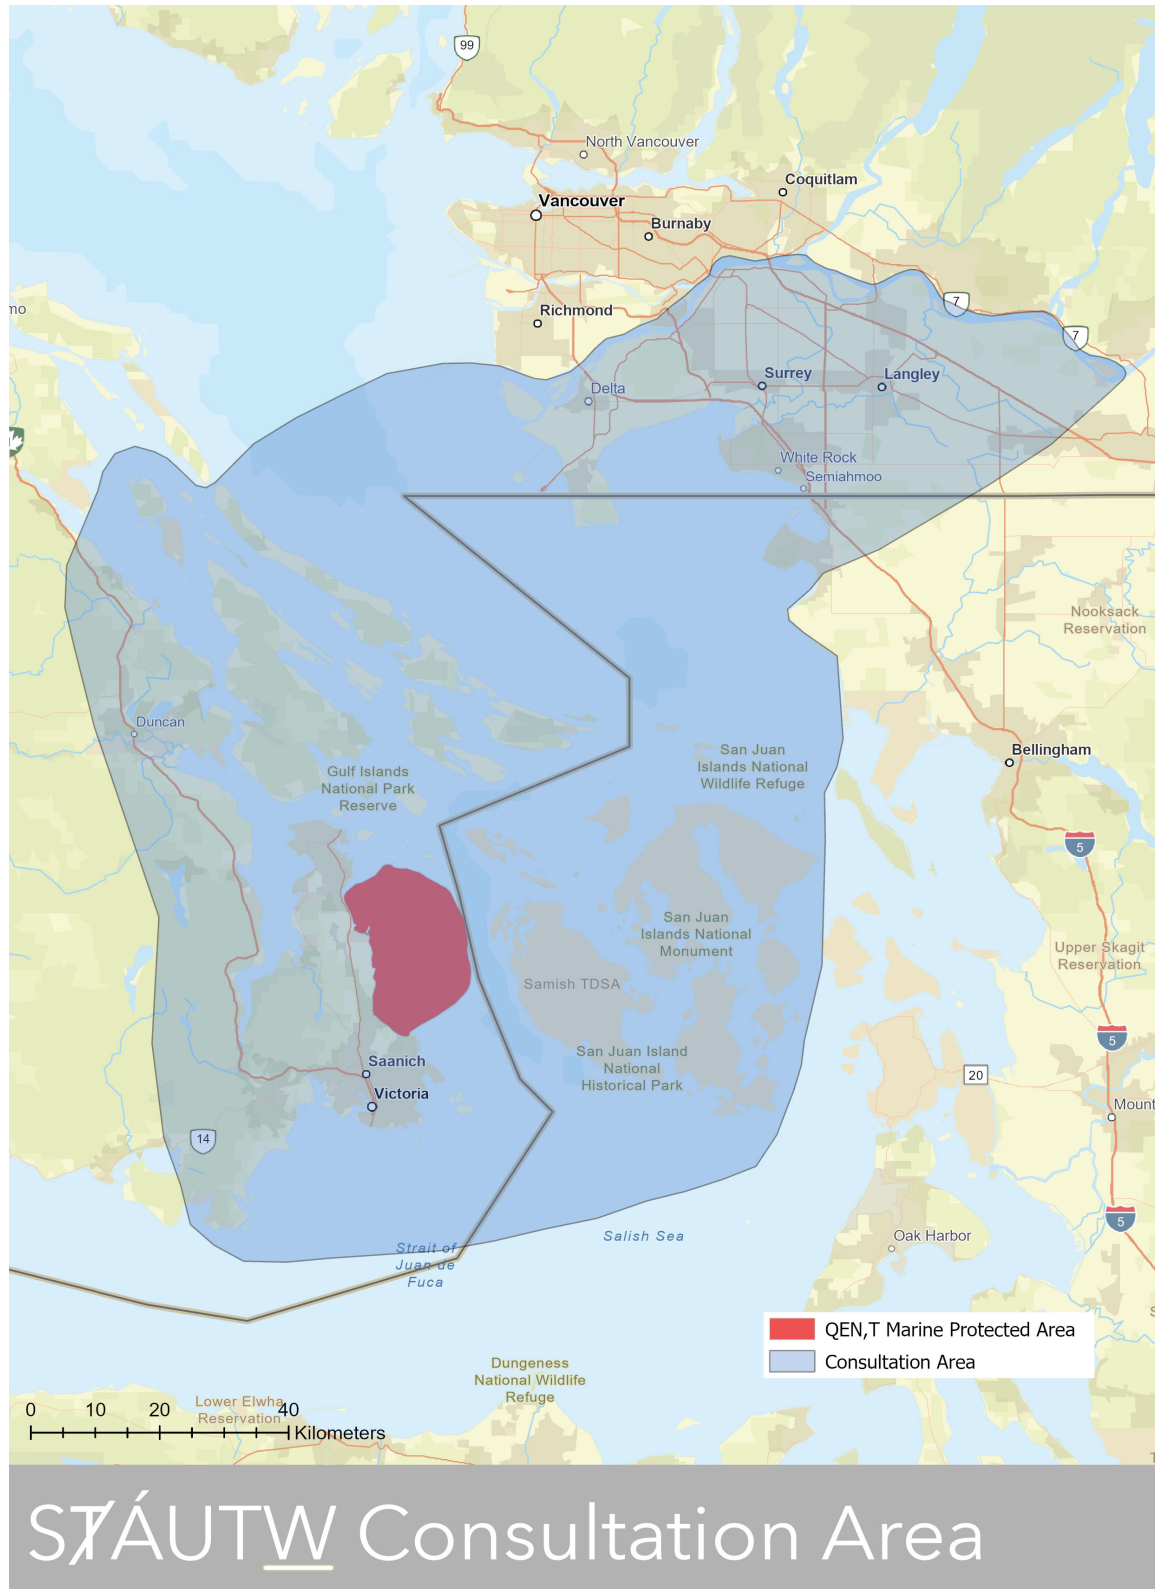 99
North Vancouver
Coquitlam
Vancouver
Burnaby
7
mo
Richmond
7
Surrey
Langley
Delta
White Rock
Semiahmoo
Nooksack
Reservation
Duncan
San Juan
Islands National
Wildlife Refuge
Bellingham
Gulf Islands
National Park
Reserve
5
San Juan
Islands National
Monument
Upper Skagit
Reservation
Samish TDSA
5
San Juan Island
National
Historical Park
Saanich
20
Victoria
Mount
14
5
Salish Sea
Oak Harbor
Strait of
Juan de
Fuca
QEN,T Marine Protected Area
Consultation Area
Dungeness
National Wildlife
Refuge
Lower Elwha
Reservation
0 10 20 40
Kilometers
SȾÁUTW̱ Consultation Area